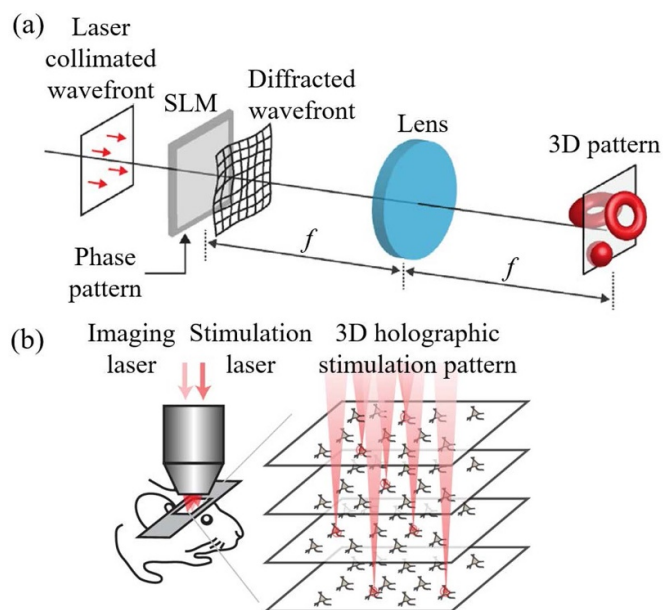 (a)
Laser
collimated
wavefront
SLM
Diffracted
wavefront
Lens
3D pattern
Phase
pattern
f
f
(b)
Imaging
laser
Stimulation
laser
3D holographic
stimulation pattern